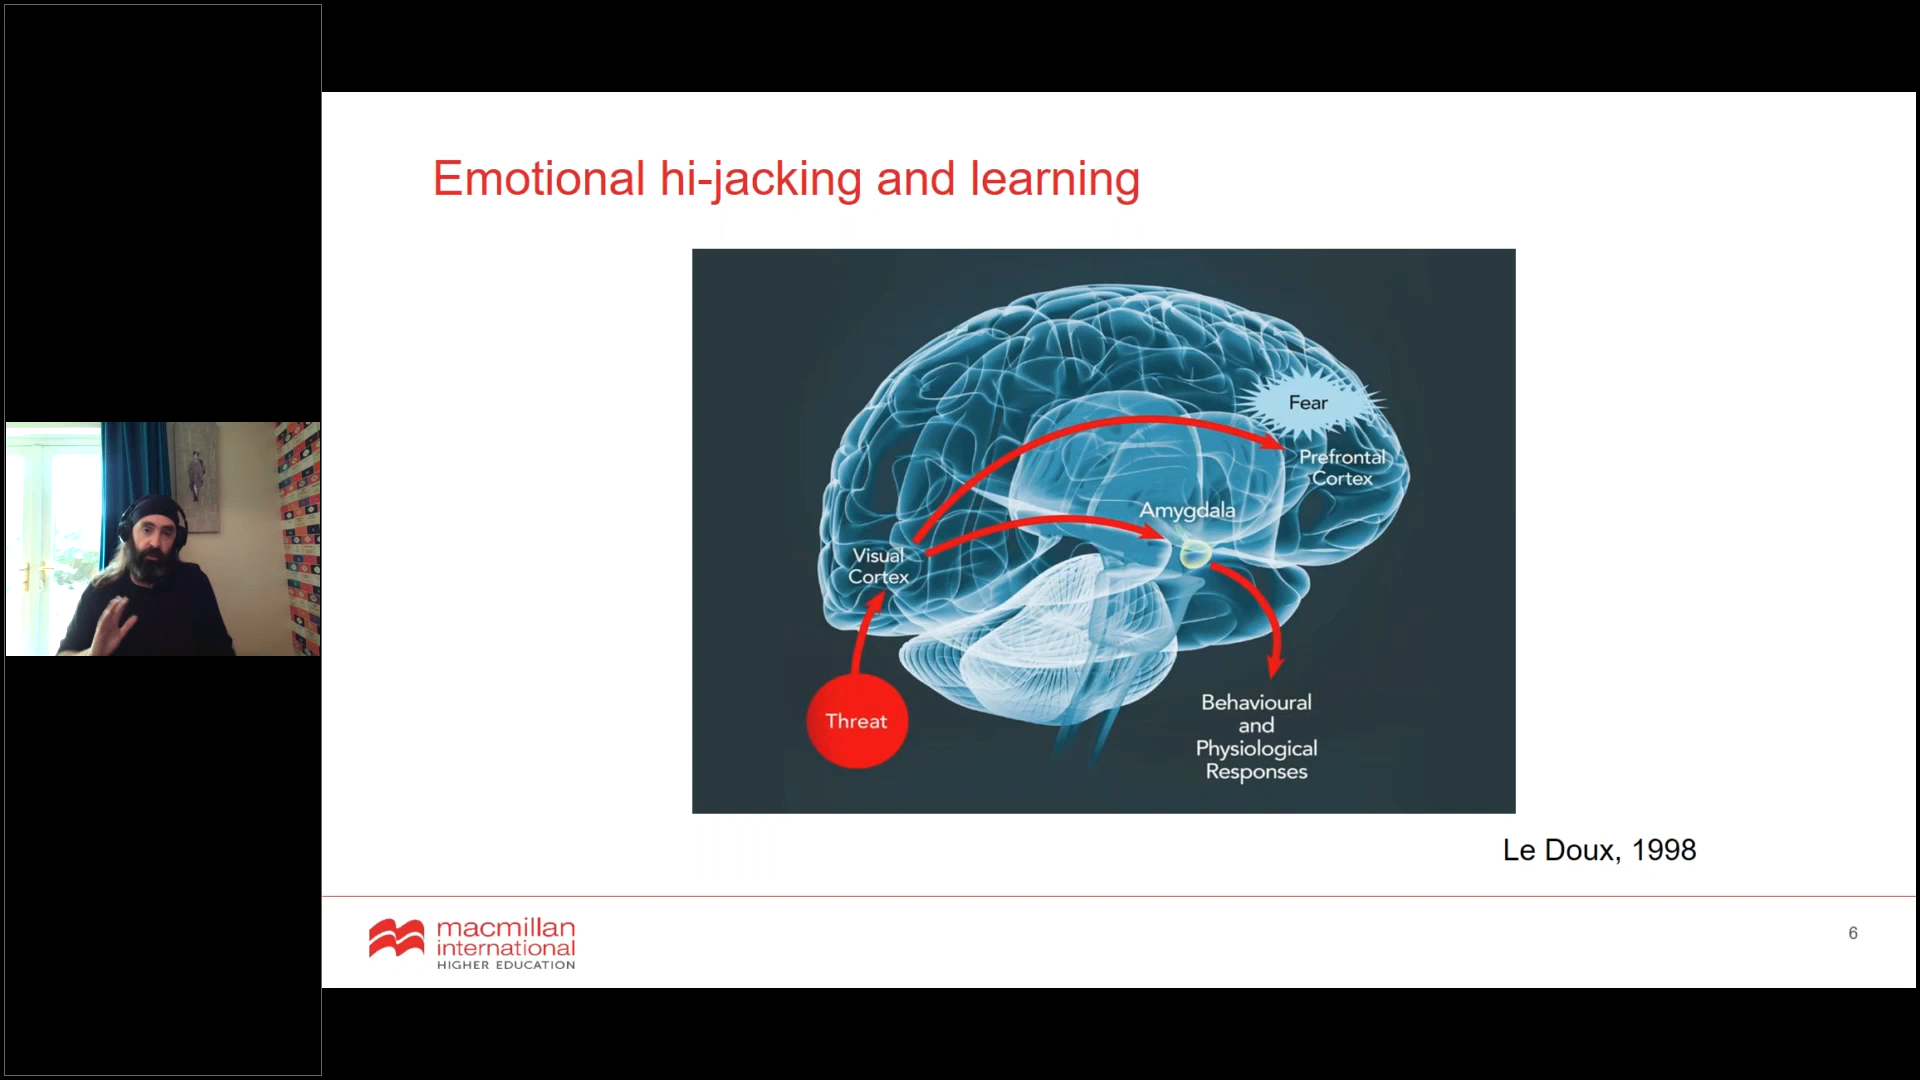 Emotional hi-jacking and learning
Fear
Prefrontal
Cortex
Amygdala
Visual
Cortex
Threat
Behavioural
and
Physiological
Responses
Le Doux, 1998
macmillan
international
HIGHER EDUCATION
6